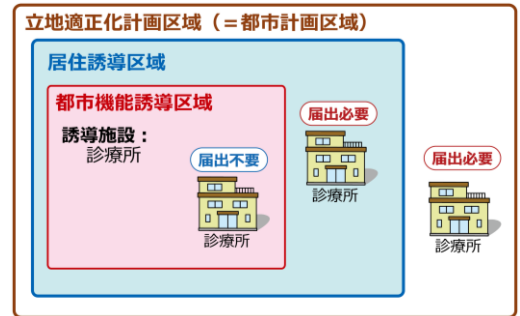 立地適正化計画区域（＝都市計画区域）
居住誘導区域
都市機能誘導区域
誘導施設：
診療所
届出不要
診療所
届出必要
診療所
届出必要
診療所